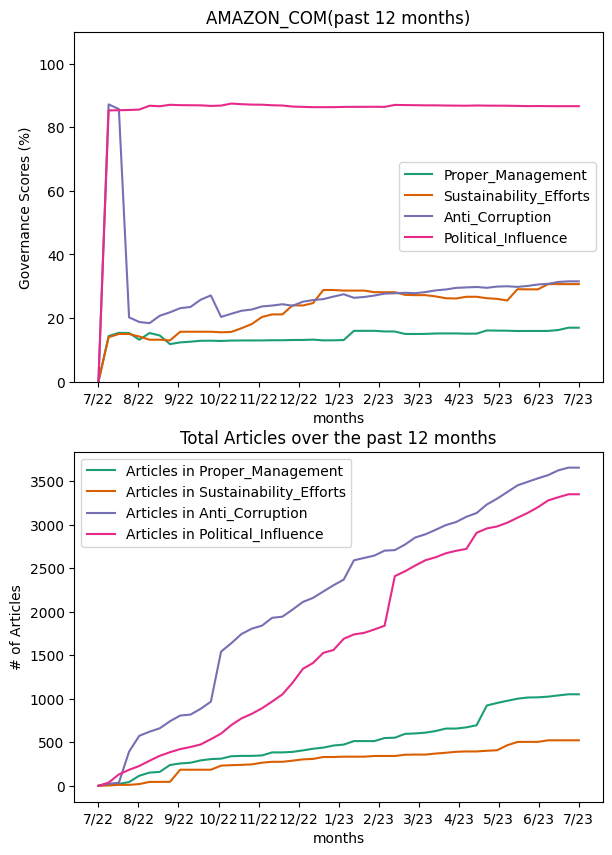 AMAZON_COM(past 12 months)
100
80
60
40
20
0
Governance Scores (%)
Proper_Management
Sustainability_Efforts
Anti_Corruption
Political_Influence
7/22 8/22 9/22 10/22 11/22 12/22 1/23 2/23 3/23 4/23 5/23 6/23 7/23
months
Total Articles over the past 12 months
3500
3000
2500
2000
1500
1000
500
0
# of Articles
Articles in Proper_Management
Articles in Sustainability_Efforts
Articles in Anti_Corruption
Articles in Political_Influence
7/22 8/22 9/22 10/22 11/22 12/22 1/23 2/23 3/23 4/23 5/23 6/23 7/23
months